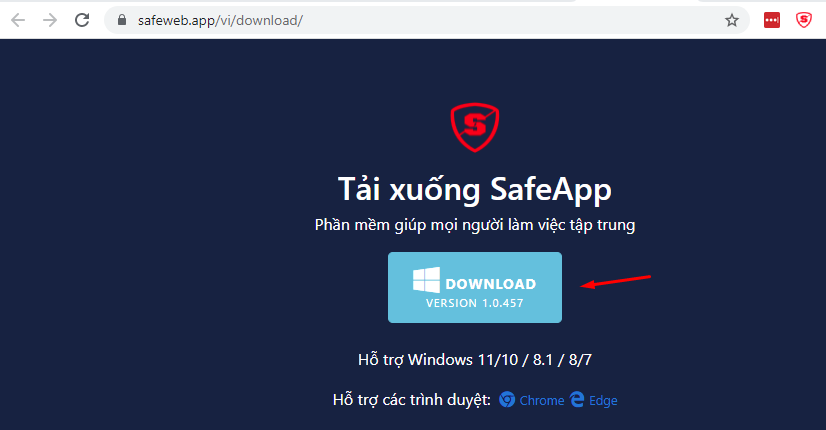 safeweb.app/vi/download/
S
Tải xuống SafeApp
Phần mềm giúp mọi người làm việc tập trung
DOWNLOAD
VERSION 1.0.457
Hỗ trợ Windows 11/10 / 8.1 / 8/7
Hỗ trợ các trình duyệt: Chrome Edge